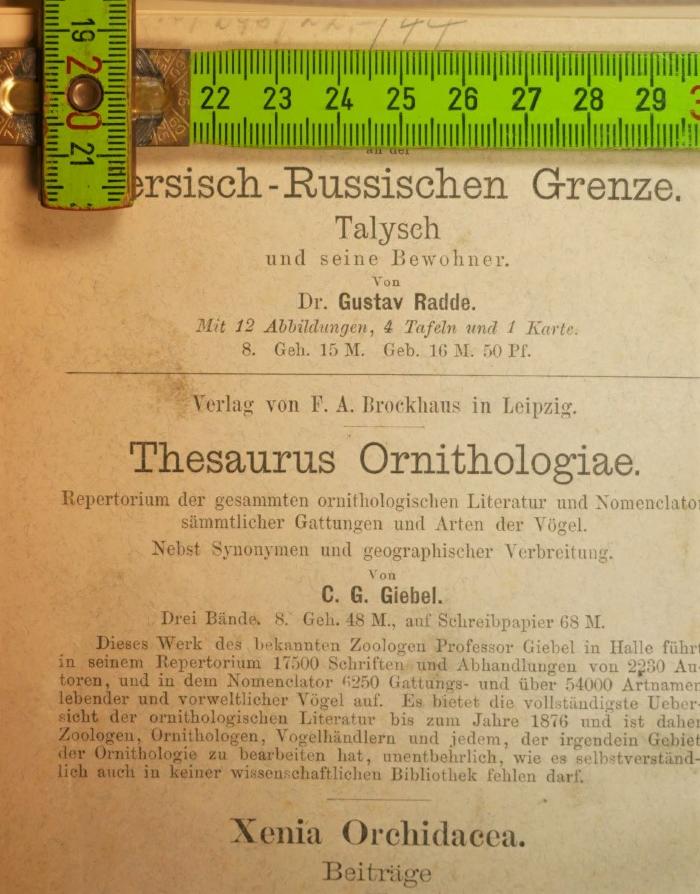 144
19
200
21
22 23 24 25 26 27 28 29 3
an der
ersisch-Russischen Grenze.
Talysch
und seine Bewohner.
Von
Dr. Gustav Radde.
Mit 12 Abbildungen, 4 Tafeln und 1 Karte.
8. Geh. 15 M. Geb. 16 M. 50 Pf.
Verlag von F. A. Brockhaus in Leipzig.
Thesaurus Ornithologiae.
Repertorium der gesammten ornithologischen Literatur und Nomenclator
sämmtlicher Gattungen und Arten der Vögel.
Nebst Synonymen und geographischer Verbreitung.
Von
C. G. Giebel.
Drei Bände. 8. Geh. 48 M., auf Schreibpapier 68 M.
Dieses Werk des bekannten Zoologen Professor Giebel in Halle führt
in seinem Repertorium 17500 Schriften und Abhandlungen von 2230 Au-
toren, und in dem Nomenclator 6250 Gattungs- und über 54000 Artnamen
lebender und vorweltlicher Vögel auf. Es bietet die vollständigste Ueber-
sicht der ornithologischen Literatur bis zum Jahre 1876 und ist daher
Zoologen, Ornithologen, Vogelhändlern und jedem, der irgendein Gebiet
der Ornithologie zu bearbeiten hat, unentbehrlich, wie es selbstverständ-
lich auch in keiner wissenschaftlichen Bibliothek fehlen darf.
Xenia Orchidacea.
Beiträge